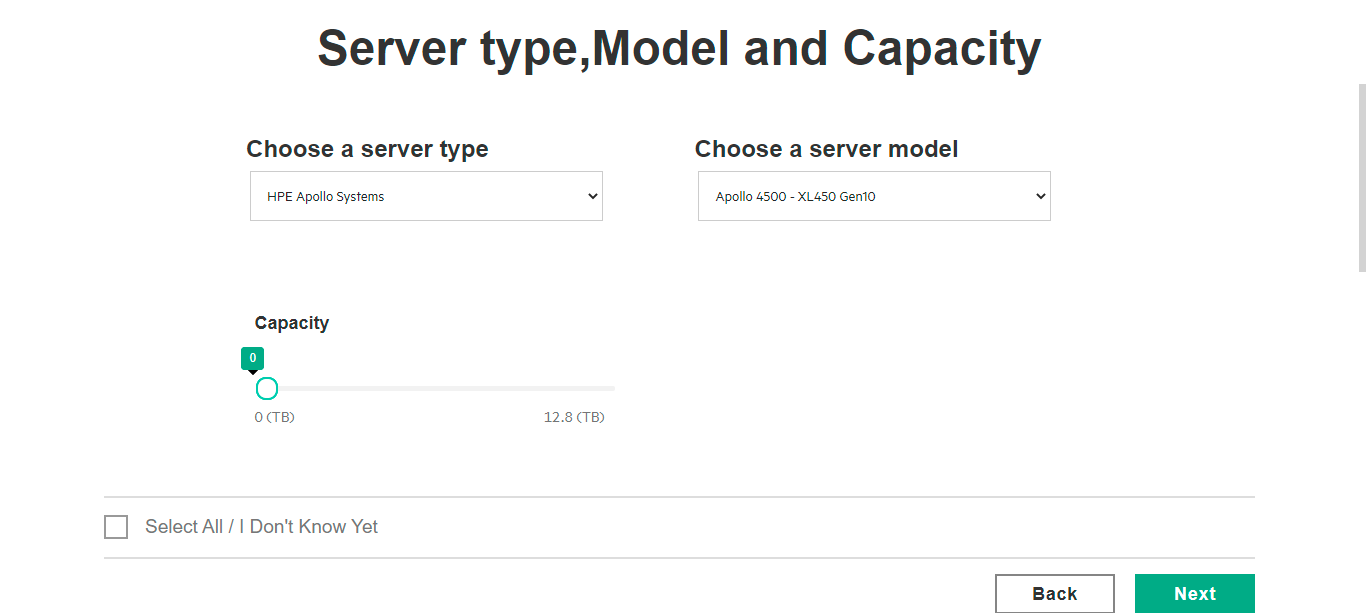 Server type,Model and Capacity
Choose a server type
Choose a server model
HPE Apollo Systems
Apollo 4500 - XL450 Gen10
Capacity
0
0 (TB)
12.8 (TB)
Select All / I Don't Know Yet
Back
Next